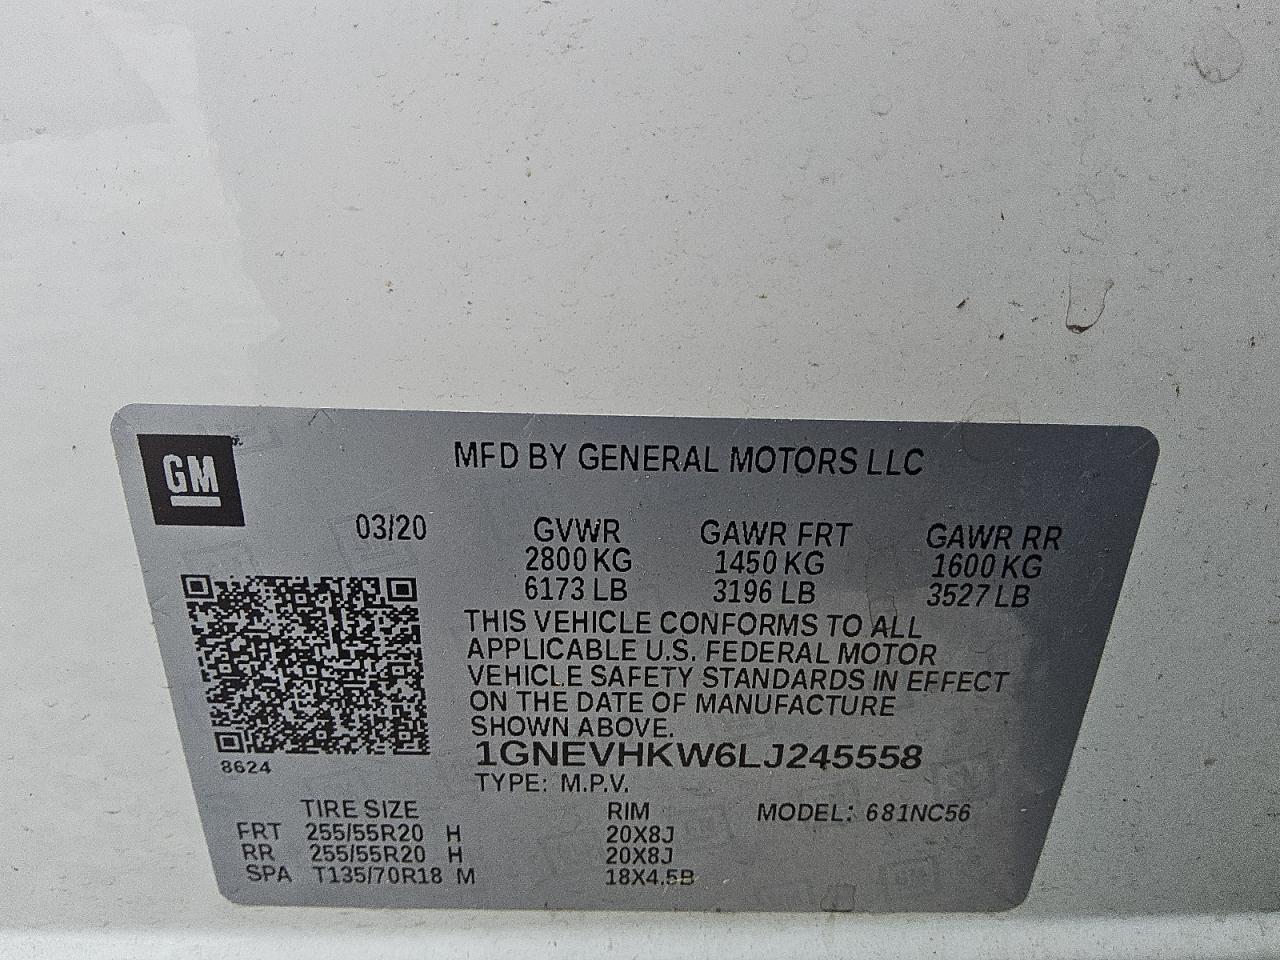 GM
MFD BY GENERAL MOTORS LLC
03/20 GVWR GAWR FRT GAWR RR
2800 KG 1450 KG 1600 KG
6173 LB 3196 LB 3527 LB
THIS VEHICLE CONFORMS TO ALL
APPLICABLE U.S. FEDERAL MOTOR
VEHICLE SAFETY STANDARDS IN EFFECT
ON THE DATE OF MANUFACTURE
SHOWN ABOVE.
1GNEVHKW6LJ245558
8624
TYPE: M.P.V.
TIRE SIZE RIM MODEL: 681NC56
FRT 255/55R20 H 20X8J
RR 255/55R20 H 20X8J
SPA T135/70R18 M 18X4.5B